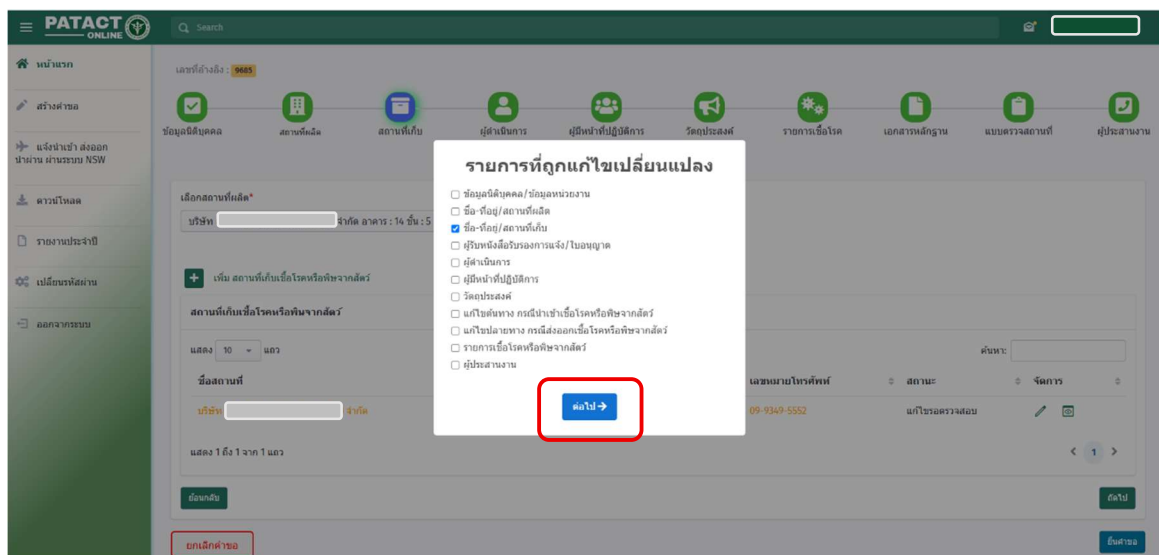 PATACT
ONLINE
Search
หน้าแรก
สร้างคำขอ
แจ้งนำเข้า ส่งออก
นำผ่าน ผ่านระบบ NSW
ดาวน์โหลด
รายงานประจำปี
เปลี่ยนรหัสผ่าน
ออกจากระบบ
เลขที่อ้างอิง : 9685
ข้อมูลนิติบุคคล
สถานที่ผลิต
สถานที่เก็บ
ผู้ดำเนินการ
ผู้มีหน้าที่ปฏิบัติการ
วัตถุประสงค์
รายการเชื้อโรค
เอกสารหลักฐาน
แบบตรวจสถานที่
ผู้ประสานงาน
เลือกสถานที่ผลิต*
บริษัท จำกัด อาคาร : 14 ชั้น : 5
เพิ่ม สถานที่เก็บเชื้อโรคหรือพิษจากสัตว์
สถานที่เก็บเชื้อโรคหรือพิษจากสัตว์
แสดง 10 แถว
ค้นหา:
ชื่อสถานที่
เลขหมายโทรศัพท์
สถานะ
จัดการ
บริษัท จำกัด
09-9349-5552
แก้ไขรอตรวจสอบ
แสดง 1 ถึง 1 จาก 1 แถว
1
ย้อนกลับ
ถัดไป
ยกเลิกคำขอ
ยื่นคำขอ
รายการที่ถูกแก้ไขเปลี่ยนแปลง
ข้อมูลนิติบุคคล/ข้อมูลหน่วยงาน
ชื่อ-ที่อยู่/สถานที่ผลิต
ชื่อ-ที่อยู่/สถานที่เก็บ
ผู้รับหนังสือรับรองการแจ้ง/ใบอนุญาต
ผู้ดำเนินการ
ผู้มีหน้าที่ปฏิบัติการ
วัตถุประสงค์
แก้ไขต้นทาง กรณีนำเข้าเชื้อโรคหรือพิษจากสัตว์
แก้ไขปลายทาง กรณีส่งออกเชื้อโรคหรือพิษจากสัตว์
รายการเชื้อโรคหรือพิษจากสัตว์
ผู้ประสานงาน
ต่อไป